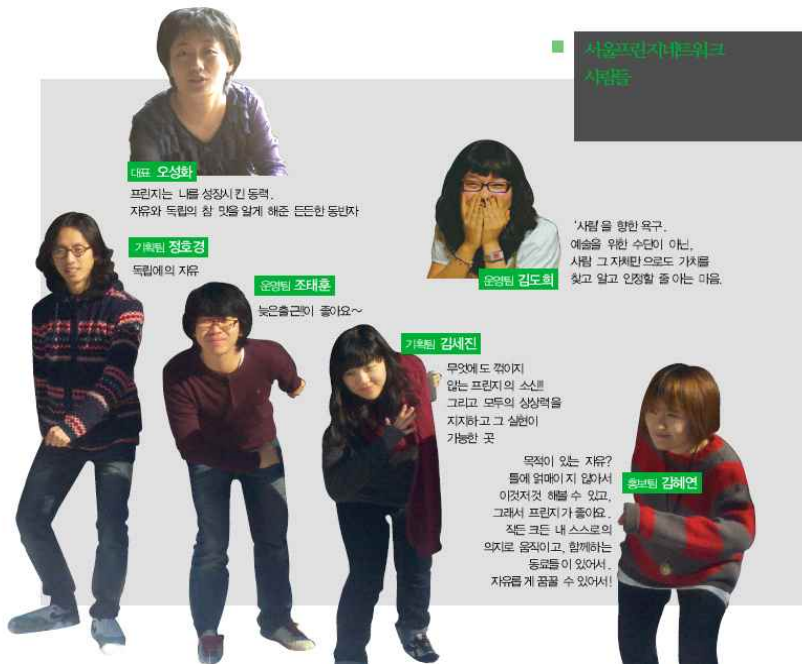 서울프린지네트워크
사람들
대표 오성화
프린지는 나를 성장시킨 동력.
자유와 독립의 참 맛을 알게 해준 든든한 동반자
기획팀 정호경
독립에의 자유
운영팀 조태훈
늦은출근!!이 좋아요~
운영팀 김도희
‘사람’을 향한 욕구.
예술을 위한 수단이 아닌,
사람 그 자체만으로도 가치를
찾고 알고 인정할 줄 아는 마음.
기획팀 김세진
무엇에도 꺾이지
않는 프린지의 소신!!!
그리고 모두의 상상력을
지지하고 그 실현이
가능한 곳
홍보팀 김혜연
목적이 있는 자유?
틀에 얽매이지 않아서
이것저것 해볼 수 있고,
그래서 프린지가 좋아요.
작든 크든 내 스스로의
의지로 움직이고, 함께하는
동료들이 있어서.
자유롭게 꿈꿀 수 있어서!